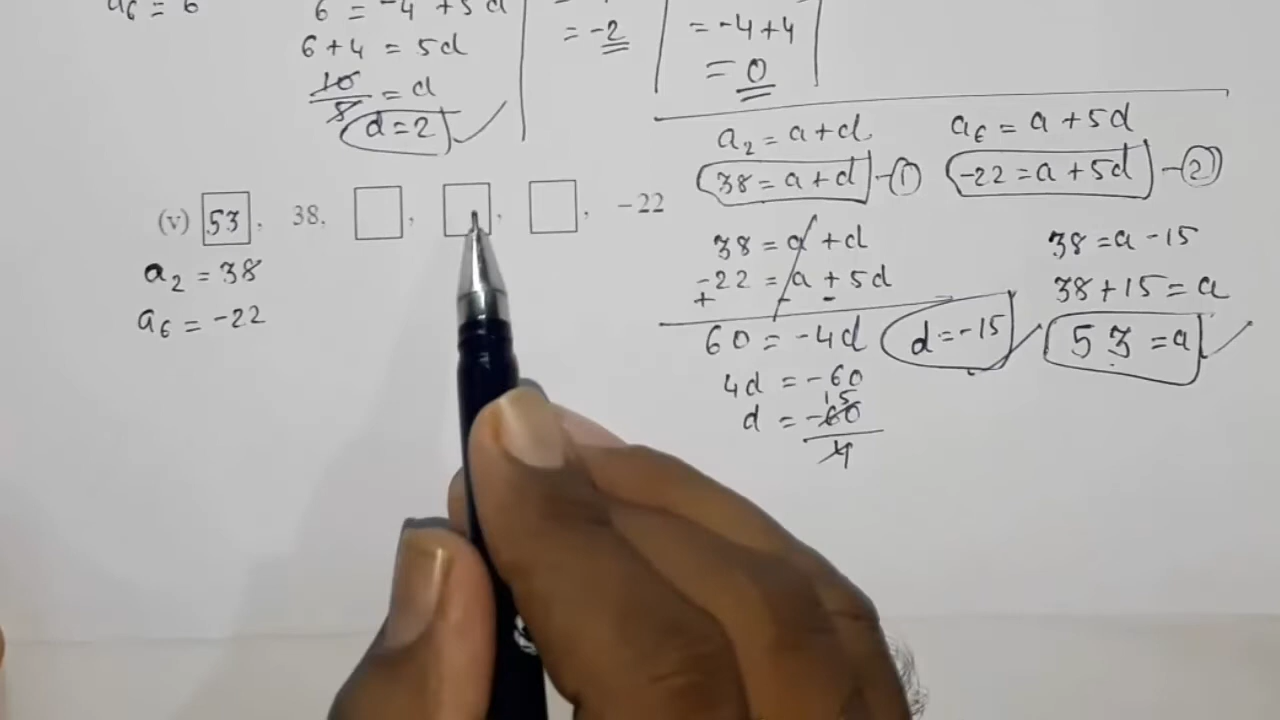 a6 = 6
6 = -4 + 5d
6 + 4 = 5d
10/5 = d
d = 2
= -2
= -4+4
= 0
a2 = a+d
38 = a+d -①
a6 = a + 5d
-22 = a + 5d -②
(v) 53, 38, , , , -22
a2 = 38
a6 = -22
38 = a + d
-22 = a + 5d
+ - -
60 = -4d
4d = -60
15
d = -60/4
d = -15
38 = a - 15
38 + 15 = a
53 = a